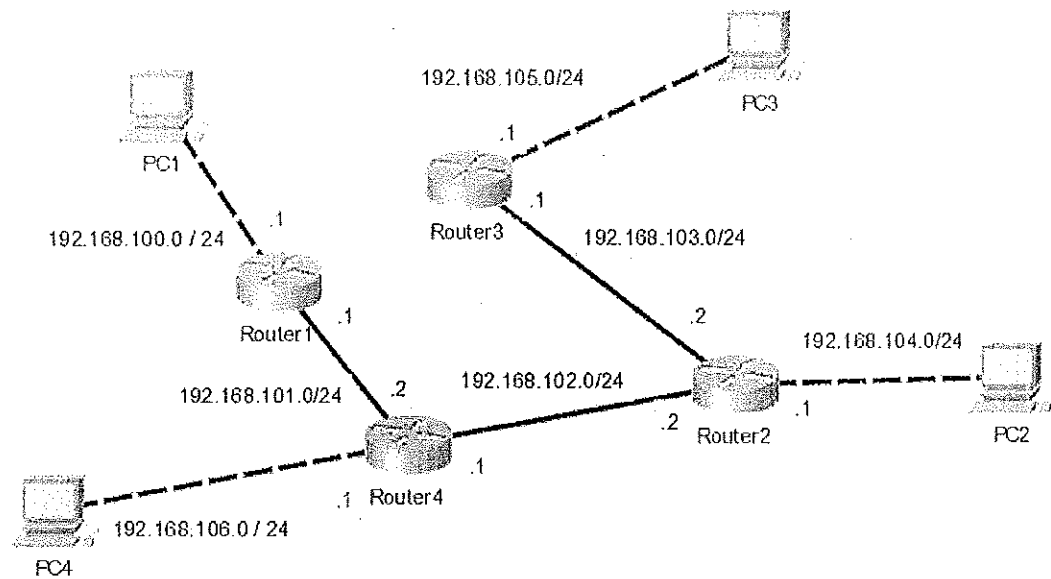 192.168.105.0/24
PC3
.1
PC1
.1
Router3
.1
192.168.100.0 / 24
192.168.103.0/24
.1
Router1
.2
192.168.104.0/24
192.168.101.0/24
.2
192.168.102.0/24
.2
Router2
.1
PC2
.1
Router4
.1
192.168.106.0 / 24
PC4